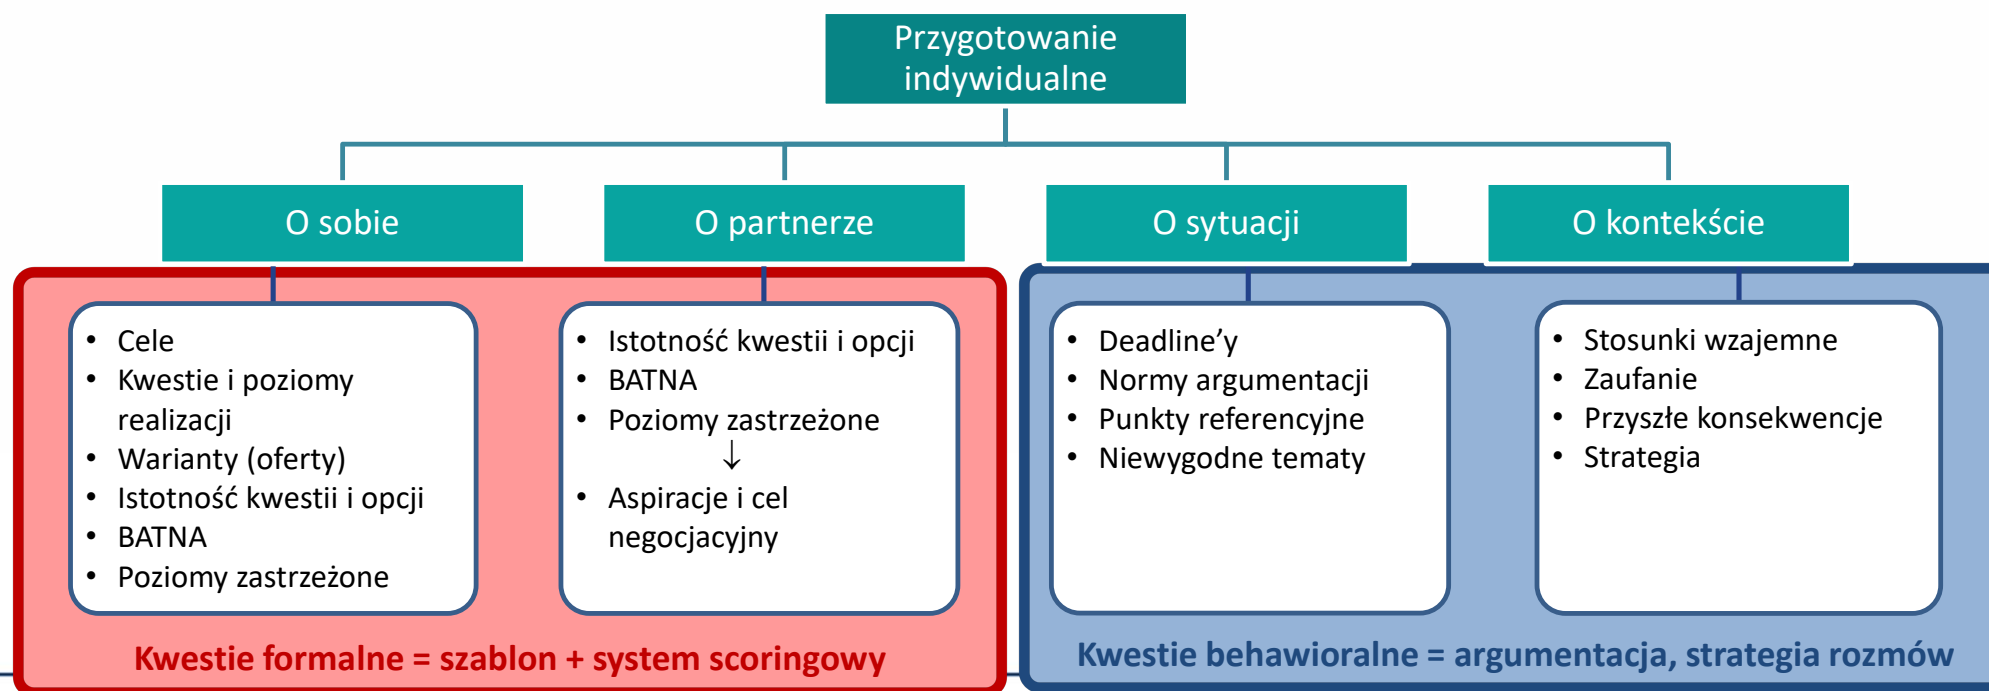 Przygotowanie
indywidualne
O sobie
O partnerze
O sytuacji
O kontekście
• Cele
• Kwestie i poziomy
realizacji
• Warianty (oferty)
• Istotność kwestii i opcji
• BATNA
• Poziomy zastrzeżone
• Istotność kwestii i opcji
• BATNA
• Poziomy zastrzeżone
↓
• Aspiracje i cel
negocjacyjny
• Deadline’y
• Normy argumentacji
• Punkty referencyjne
• Niewygodne tematy
• Stosunki wzajemne
• Zaufanie
• Przyszłe konsekwencje
• Strategia
Kwestie formalne = szablon + system scoringowy
Kwestie behawioralne = argumentacja, strategia rozmów